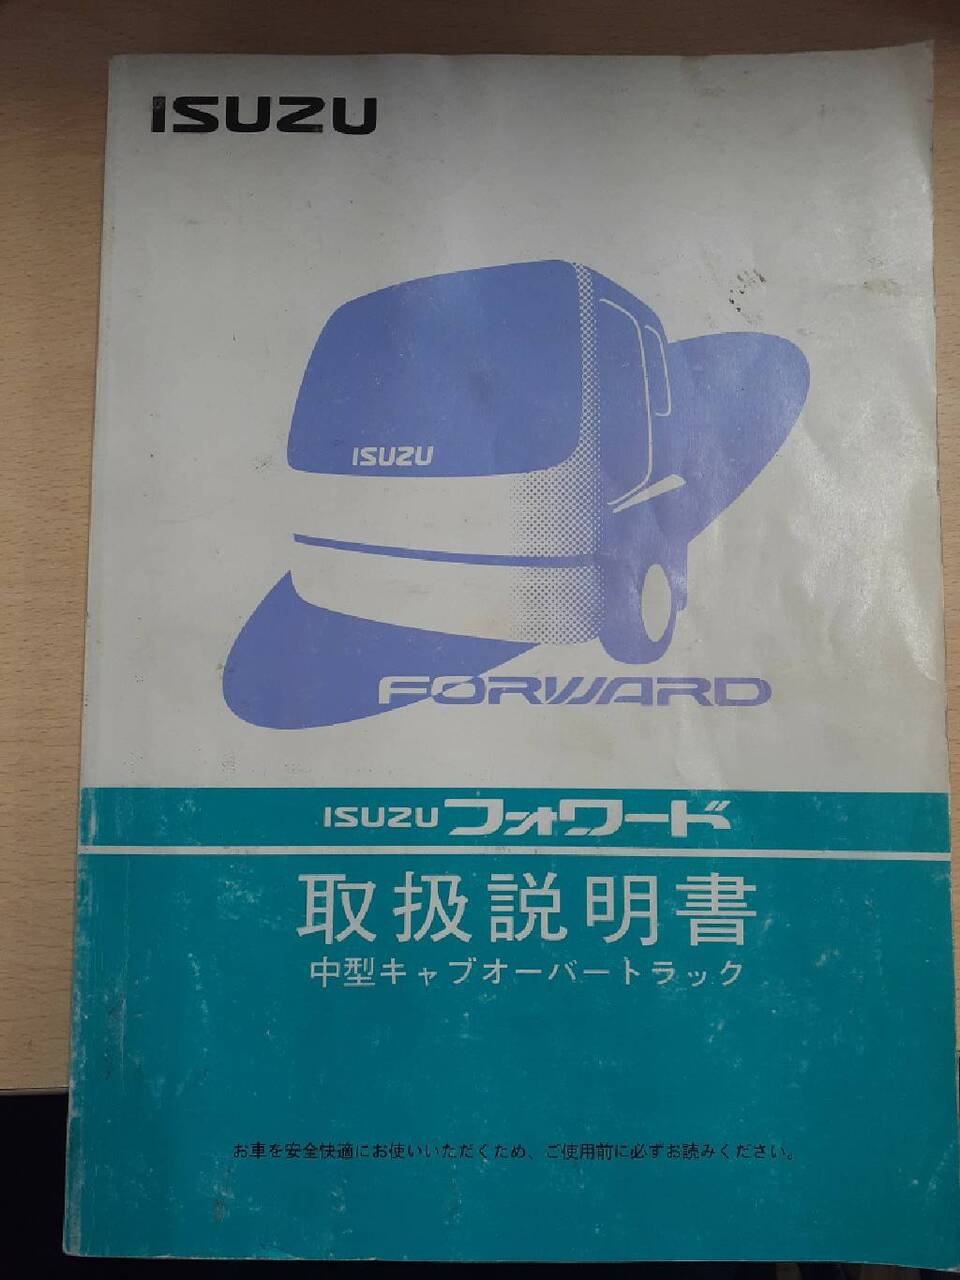 ISUZU
ISUZU
FORWARD
ISUZU フォワード
取扱説明書
中型キャブオーバートラック
お車を安全快適にお使いいただくため、ご使用前に必ずお読みください。